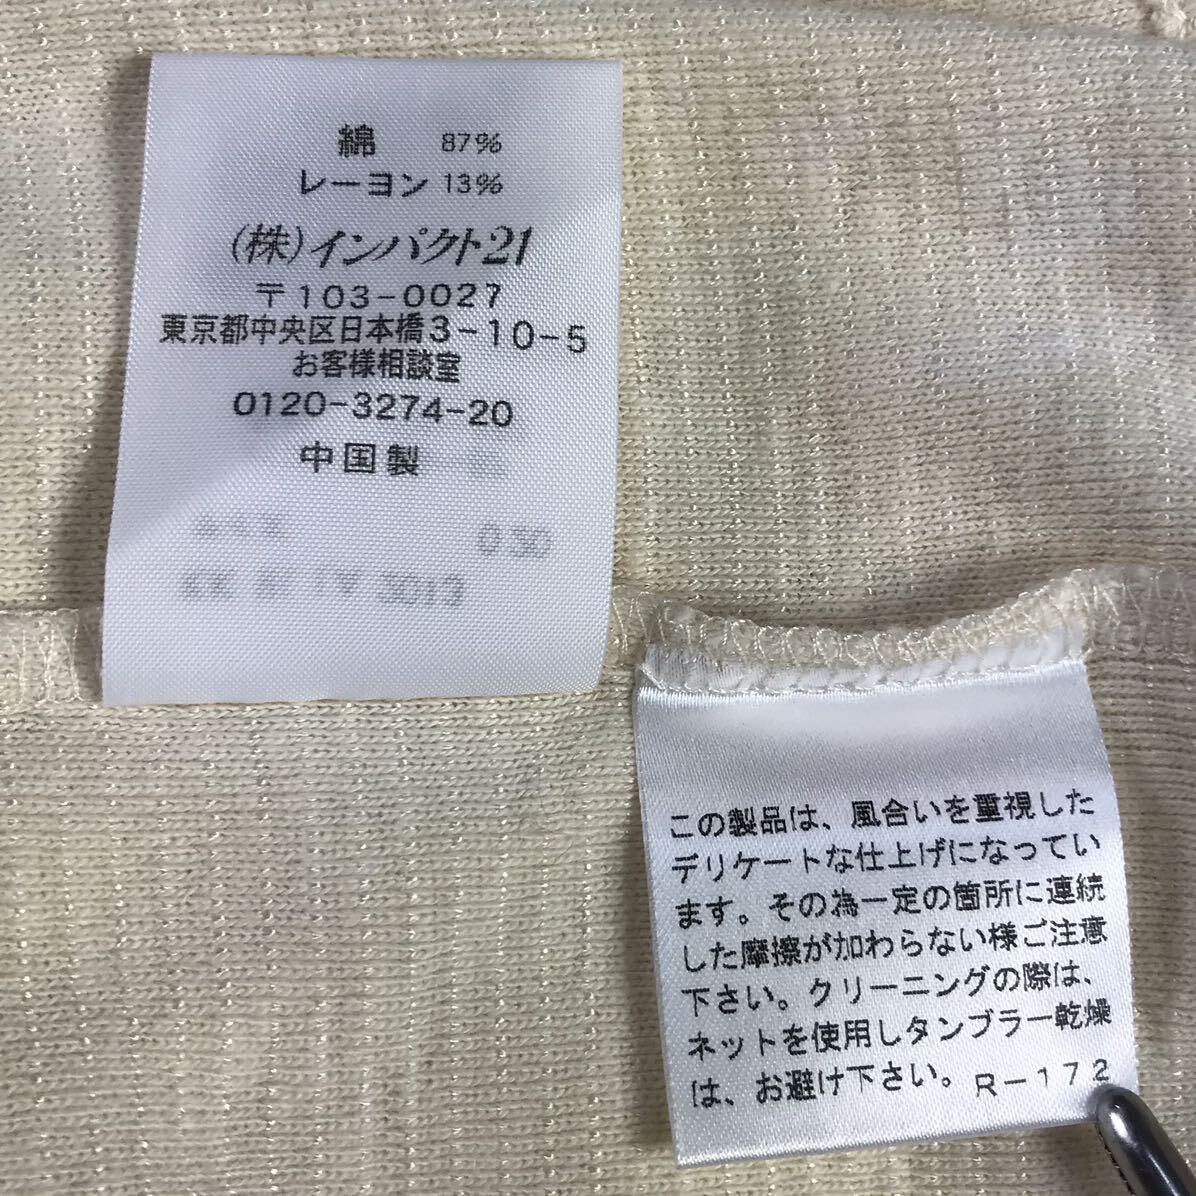 綿 87%
レーヨン 13%
(株)インパクト21
〒103-0027
東京都中央区日本橋3-10-5
お客様相談室
0120-3274-20
中国製
この製品は、風合いを重視した
デリケートな仕上げになってい
ます。その為一定の箇所に連続
した摩擦が加わらない様ご注意
下さい。クリーニングの際は、
ネットを使用しタンブラー乾燥
は、お避け下さい。R-172